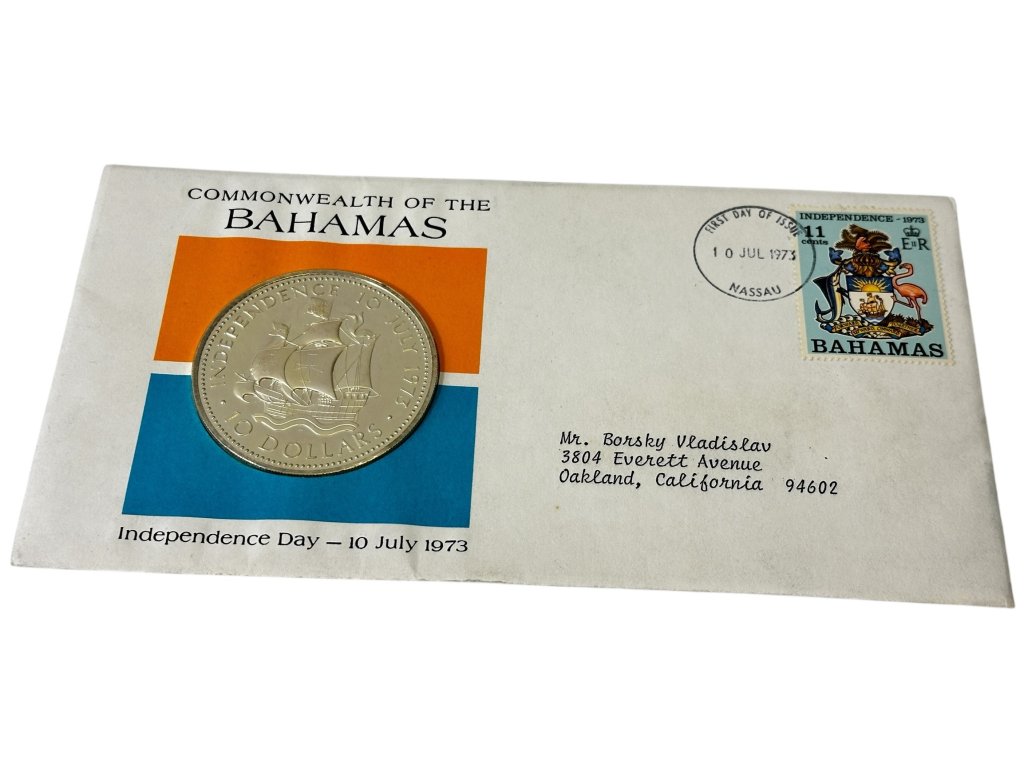 COMMONWEALTH OF THE
BAHAMAS
INDEPENDENCE 10 JULY 1973
· 10 DOLLARS ·
Independence Day — 10 July 1973
FIRST DAY OF ISSUE
10 JUL 1973
NASSAU
INDEPENDENCE - 1973
11
cents
EIIR
BAHAMAS
Mr. Borsky Vladislav
3804 Everett Avenue
Oakland, California 94602